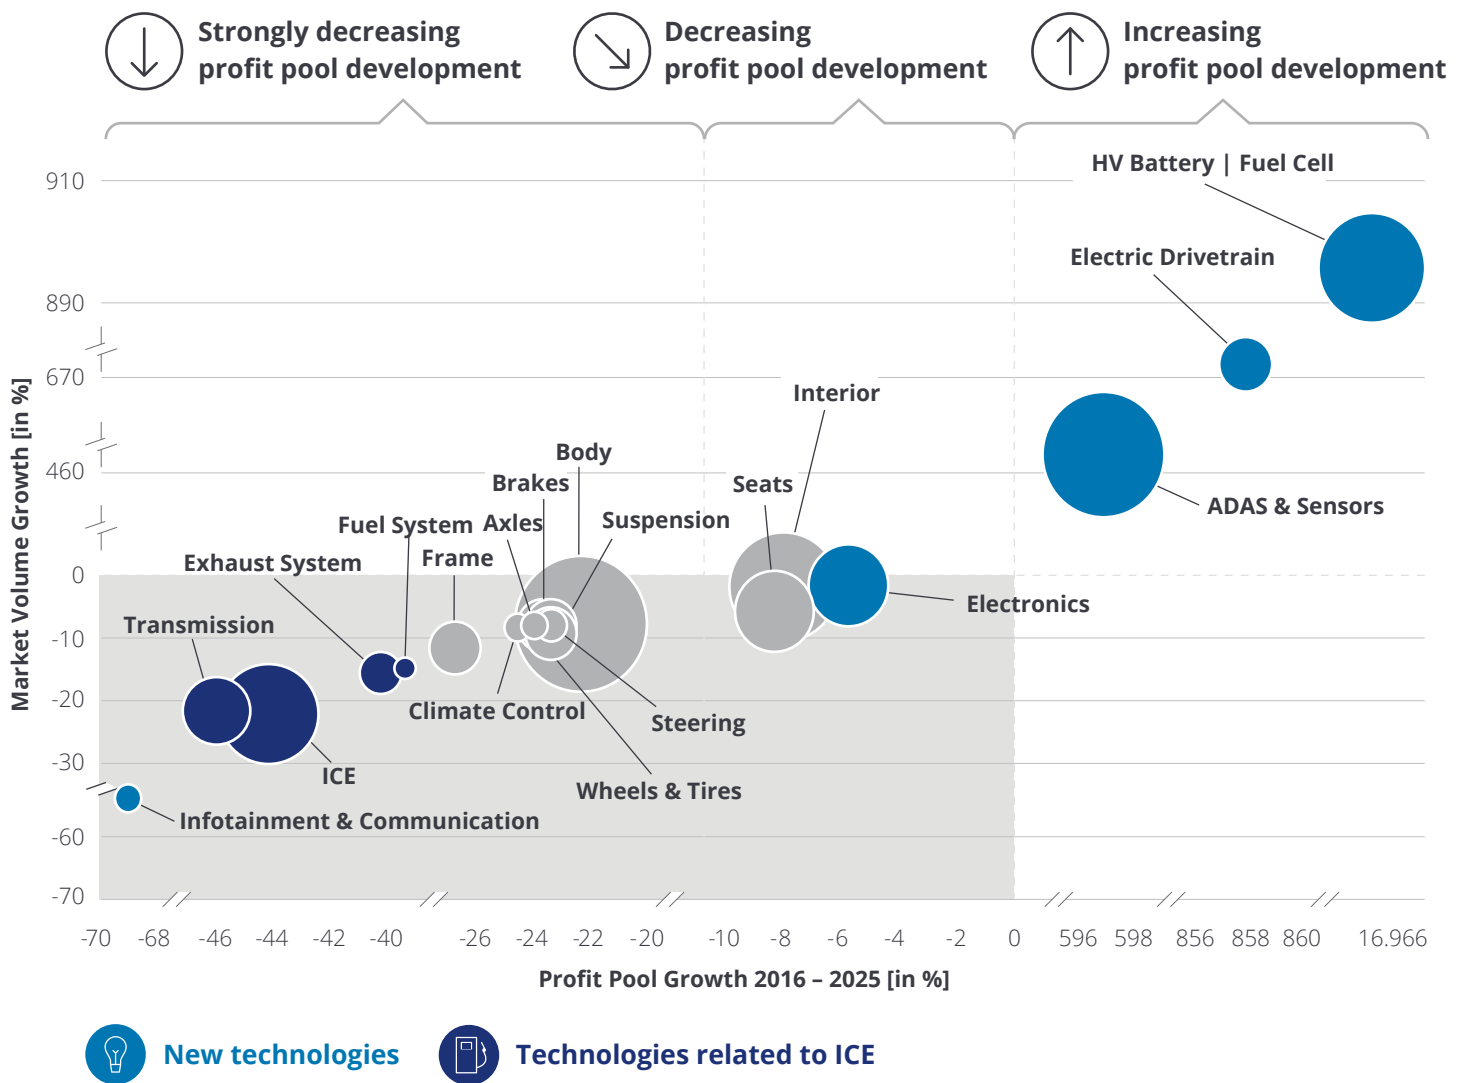 Strongly decreasing
profit pool development
Decreasing
profit pool development
Increasing
profit pool development
HV Battery | Fuel Cell
910
Electric Drivetrain
890
670
Interior
Body
460
Brakes
Seats
ADAS & Sensors
Fuel System
Axles
Suspension
Exhaust System
Frame
0
Electronics
Transmission
-10
-20
Climate Control
Steering
-30
ICE
Wheels & Tires
Infotainment & Communication
-60
-70
Market Volume Growth [in %]
-70 -68 -46 -44 -42 -40 -26 -24 -22 -20 -10 -8 -6 -4 -2 0 596 598 856 858 860 16.966
Profit Pool Growth 2016 – 2025 [in %]
New technologies
Technologies related to ICE